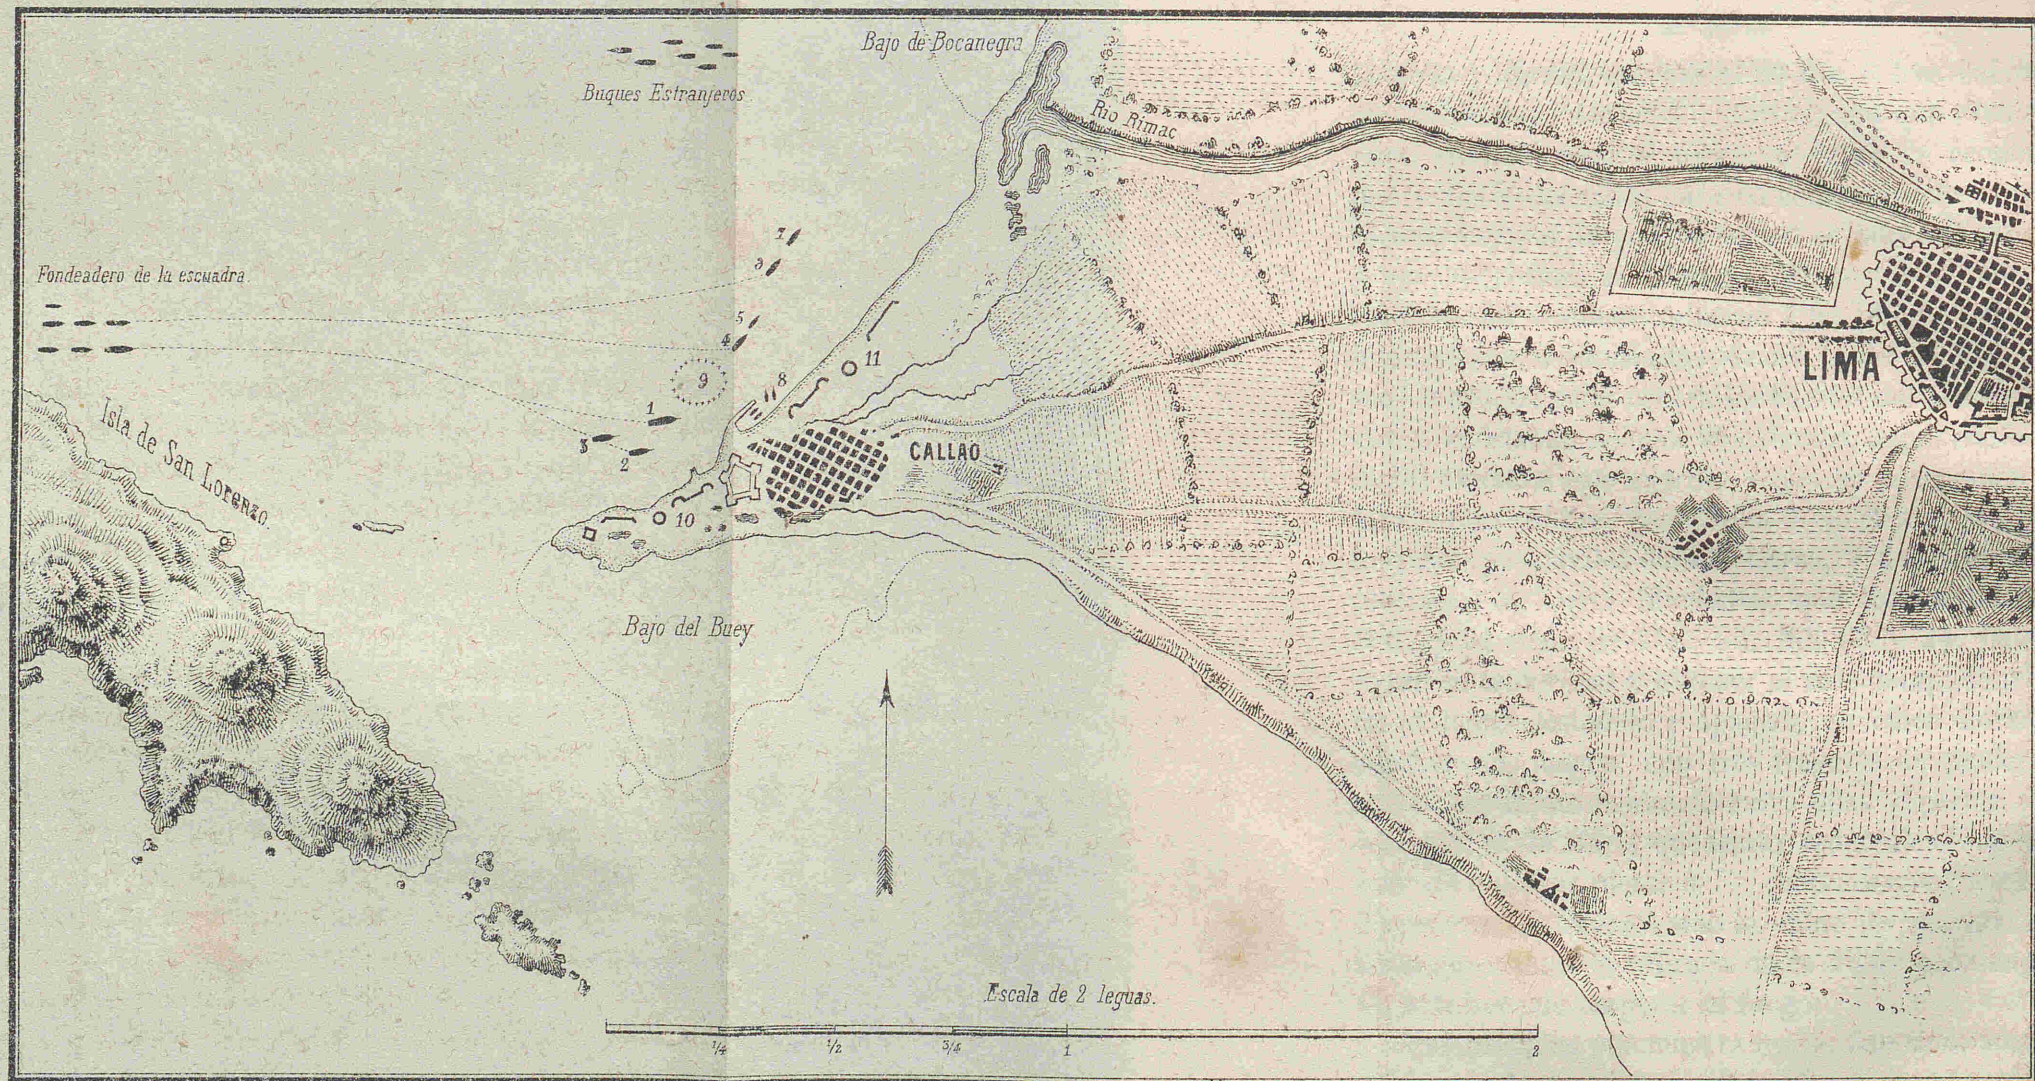 Bajo de Bocanegra
Buques Estranjeros
Rio Rimac
7
6
Fondeadero de la escuadra.
5
4
LIMA
11
9
8
1
Isla de San Lorenzo.
3
2
CALLAO
10
Bajo del Buey
Escala de 2 leguas.
1/4 1/2 3/4 1 2